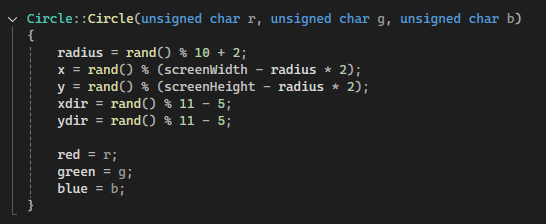 Circle::Circle(unsigned char r, unsigned char g, unsigned char b)
{
    radius = rand() % 10 + 2;
    x = rand() % (screenWidth - radius * 2);
    y = rand() % (screenHeight - radius * 2);
    xdir = rand() % 11 - 5;
    ydir = rand() % 11 - 5;

    red = r;
    green = g;
    blue = b;
}